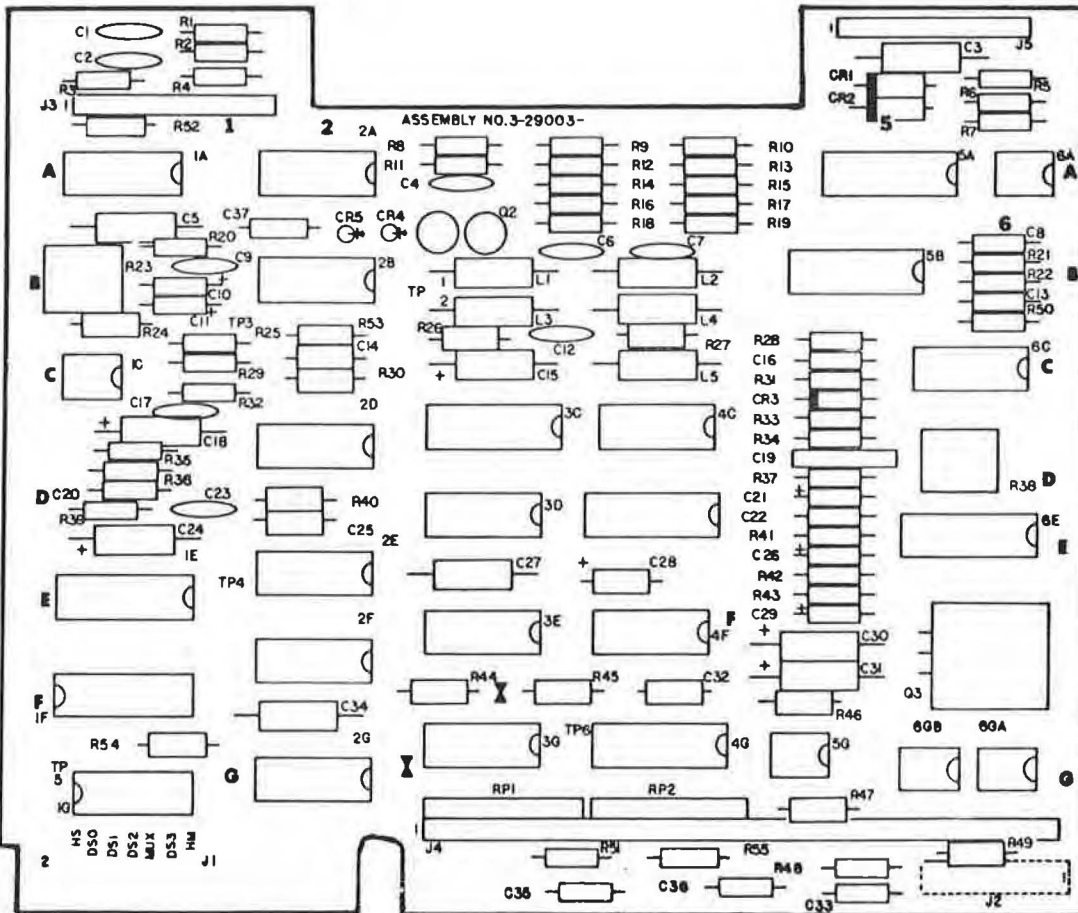 C1
R1
R2
C2
R3
R4
J3 1
R52
1
2
2A
ASSEMBLY NO.3-29003-
1
J5
C3
CR1
CR2
5
R5
R6
R7
A
1A
R8
R11
C4
R9
R12
R14
R16
R18
R10
R13
R15
R17
R19
5A
6A
A
C5
C37
CR5
CR4
Q2
R20
R23
C9
C10
C11
B
2B
C6
C7
TP
1
2
L1
L2
L3
L4
5B
6
C8
R21
R22
C13
R50
B
R24
TP3
R25
R53
C14
R26
C12
R27
R28
C16
R31
CR3
R33
R34
C19
R37
C21
C22
R41
C26
R42
R43
C29
C
1C
R29
R32
R30
C15
L5
6C
C
C17
C18
2D
3C
4C
R35
R36
D
C20
R39
C23
R40
C25
3D
R38
D
C24
1E
2E
6E
E
C27
C28
E
TP4
2F
3E
F
4F
C30
C31
R46
Q3
F
1F
C34
R44
R45
C32
R54
2G
3G
TP6
4G
5G
6GB
6GA
TP
5
1G
G
G
RP1
RP2
R47
1
J4
HS
DS0
DS1
DS2
MUX
DS3
HM
2
J1
R51
R55
R48
R49
C35
C36
C33
1
J2